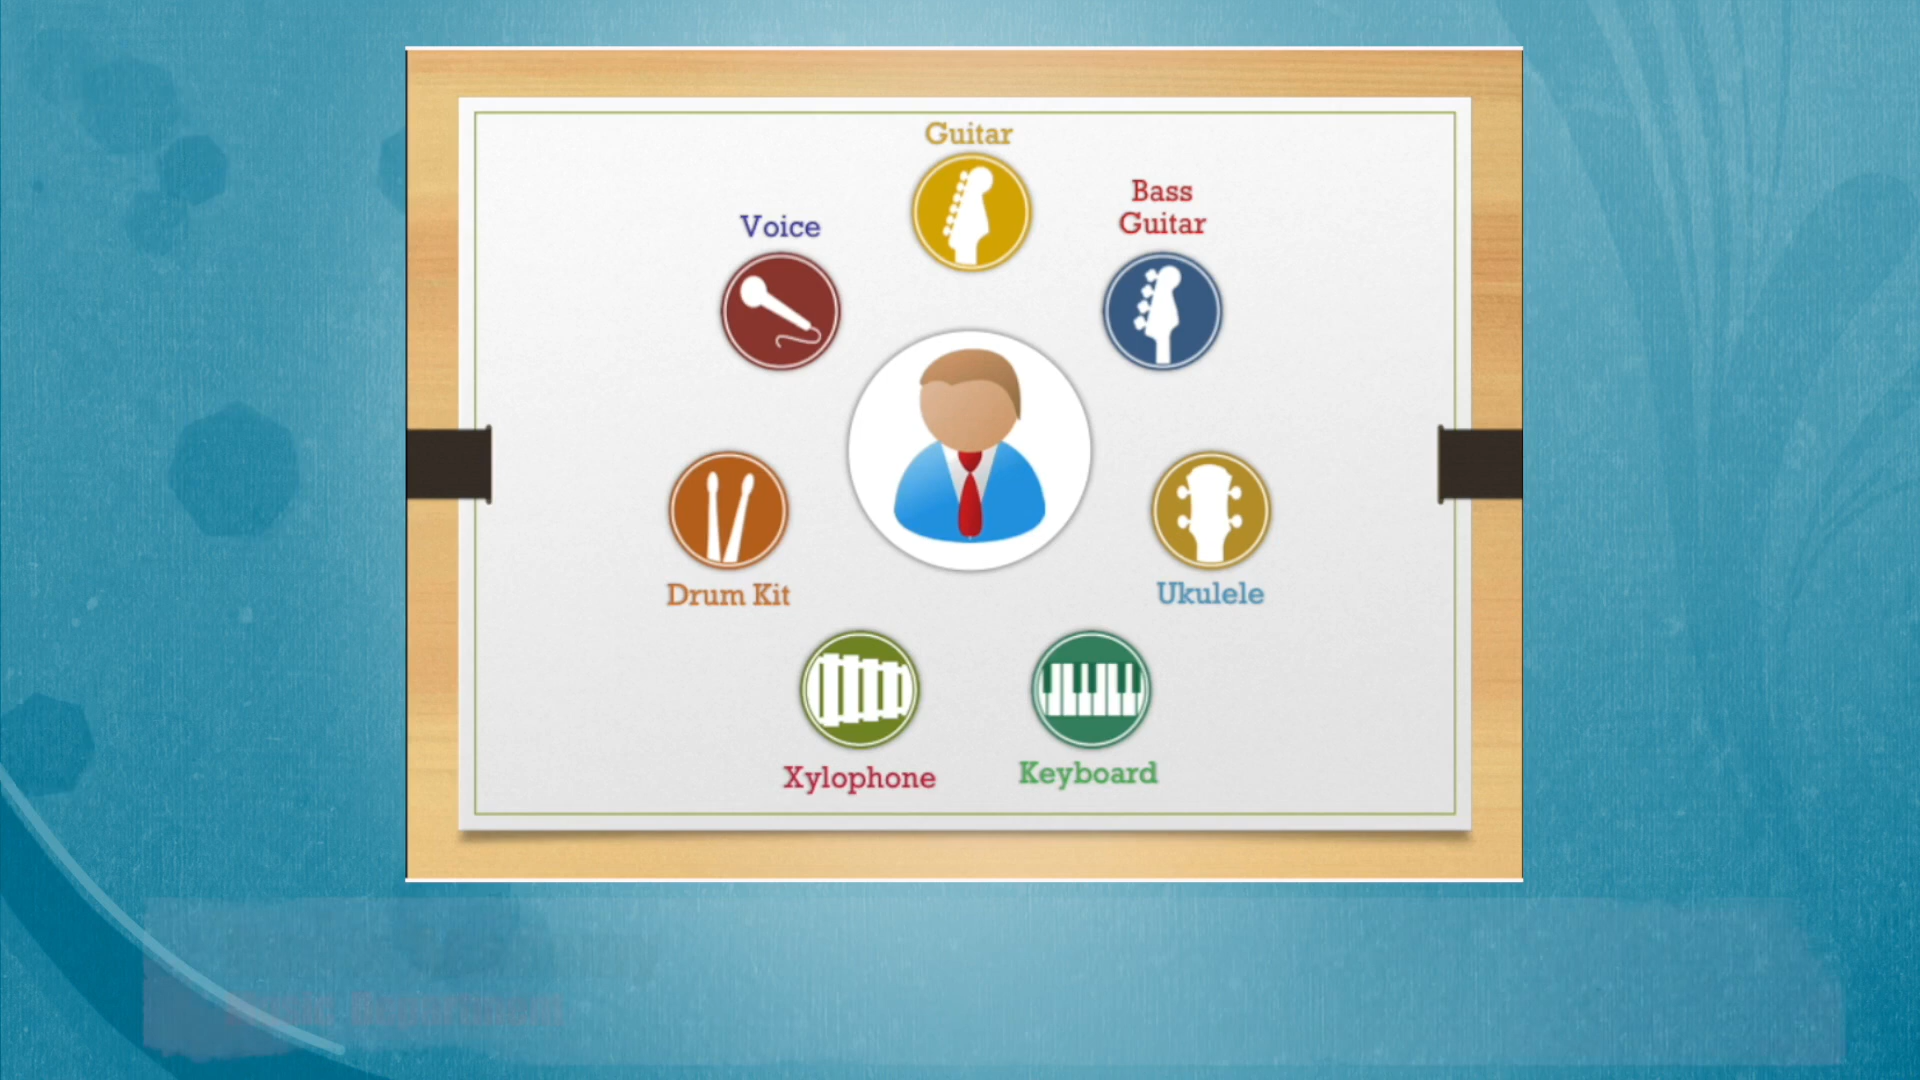 Guitar
Bass
Guitar
Voice
Drum Kit
Ukulele
Xylophone
Keyboard